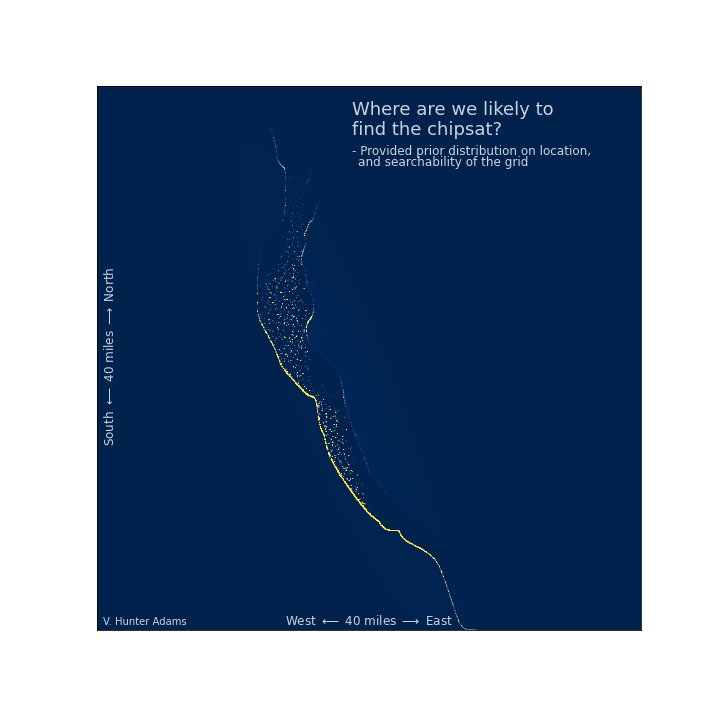 Where are we likely to
find the chipsat?
- Provided prior distribution on location,
and searchability of the grid
South ⟵ 40 miles ⟶ North
West ⟵ 40 miles ⟶ East
V. Hunter Adams